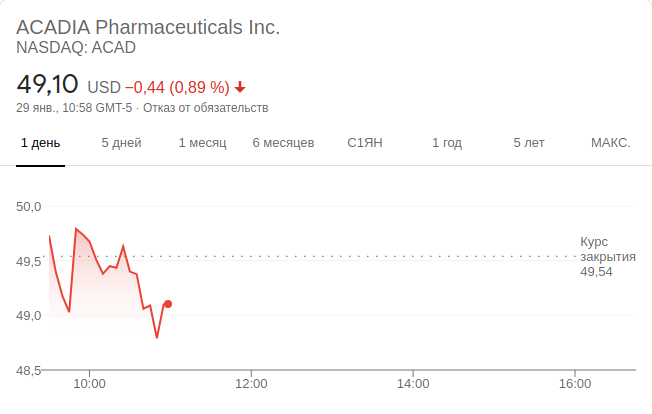 ACADIA Pharmaceuticals Inc.
NASDAQ: ACAD
49,10 USD −0,44 (0,89 %)
29 янв., 10:58 GMT-5 · Отказ от обязательств
1 день 5 дней 1 месяц 6 месяцев С1ЯН 1 год 5 лет МАКС.
50,0
Курс
49,5 закрытия
49,54
49,0
48,5
10:00 12:00 14:00 16:00